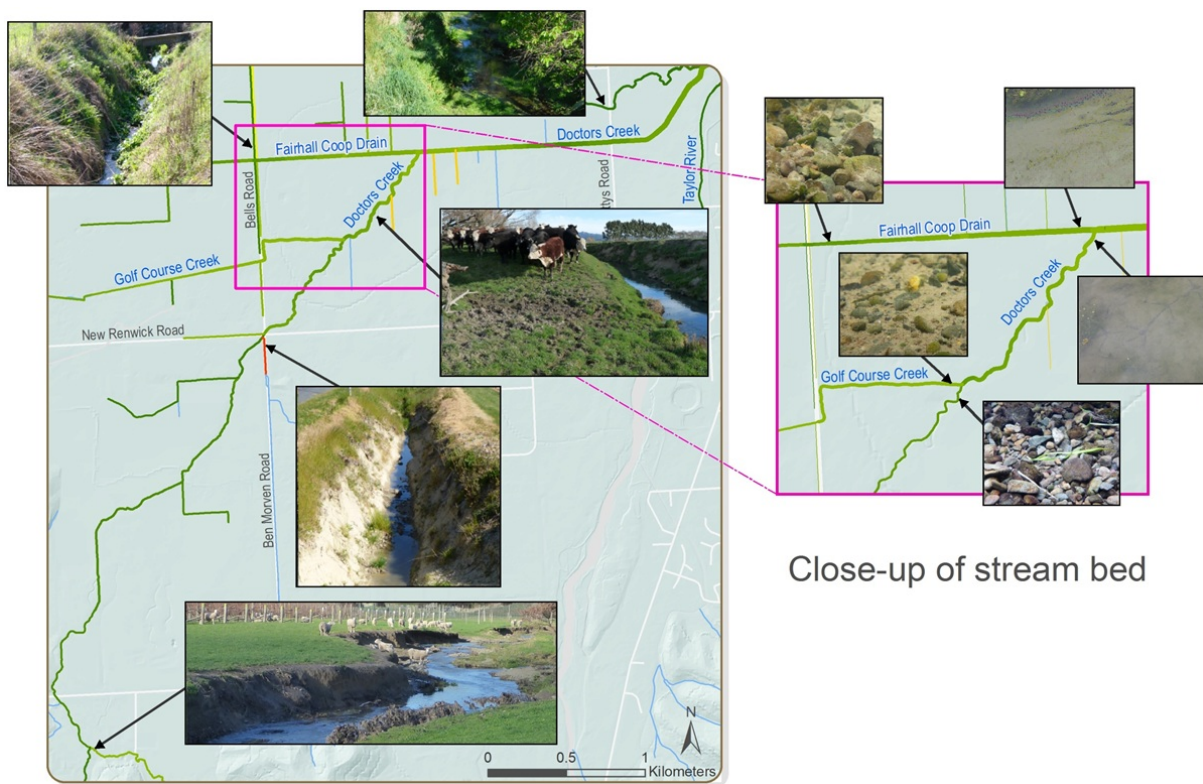 Fairhall Coop Drain
Doctors Creek
Bells Road
Doctors Creek
ttys Road
Taylor River
Golf Course Creek
New Renwick Road
Ben Morven Road
N
0 0.5 1
Kilometers
Fairhall Coop Drain
Doctors Creek
Golf Course Creek
Close-up of stream bed